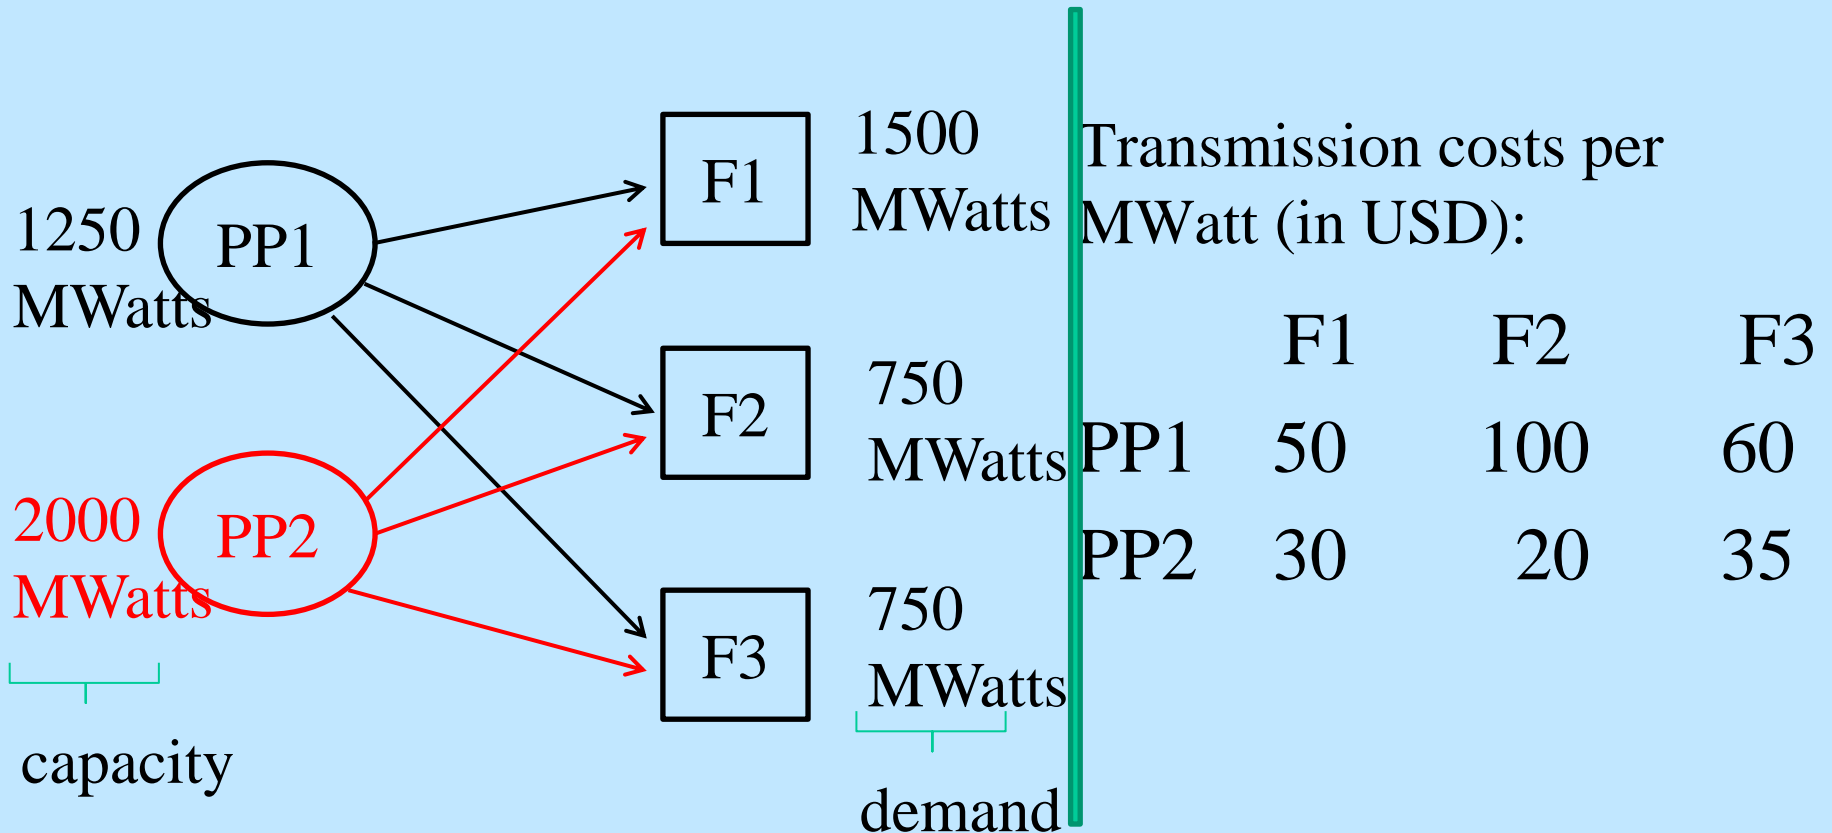 1250
MWatts
PP1
2000
MWatts
PP2
capacity
F1
F2
F3
1500
MWatts
750
MWatts
750
MWatts
demand
Transmission costs per
MWatt (in USD):
F1 F2 F3
PP1 50 100 60
PP2 30 20 35